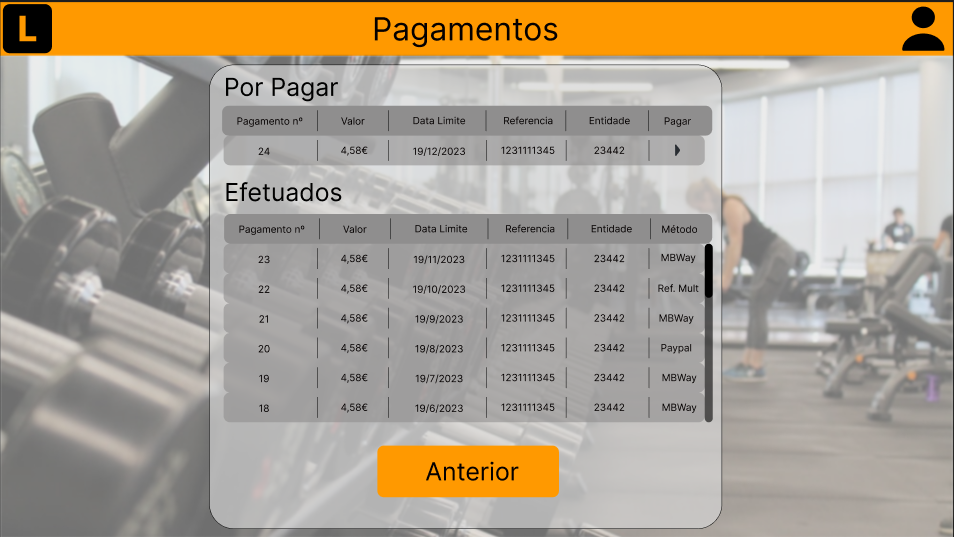 L
Pagamentos
Por Pagar
Pagamento nº Valor Data Limite Referencia Entidade Pagar
24 4,58€ 19/12/2023 1231111345 23442
Efetuados
Pagamento nº Valor Data Limite Referencia Entidade Método
23 4,58€ 19/11/2023 1231111345 23442 MBWay
22 4,58€ 19/10/2023 1231111345 23442 Ref. Mult
21 4,58€ 19/9/2023 1231111345 23442 MBWay
20 4,58€ 19/8/2023 1231111345 23442 Paypal
19 4,58€ 19/7/2023 1231111345 23442 MBWay
18 4,58€ 19/6/2023 1231111345 23442 MBWay
Anterior